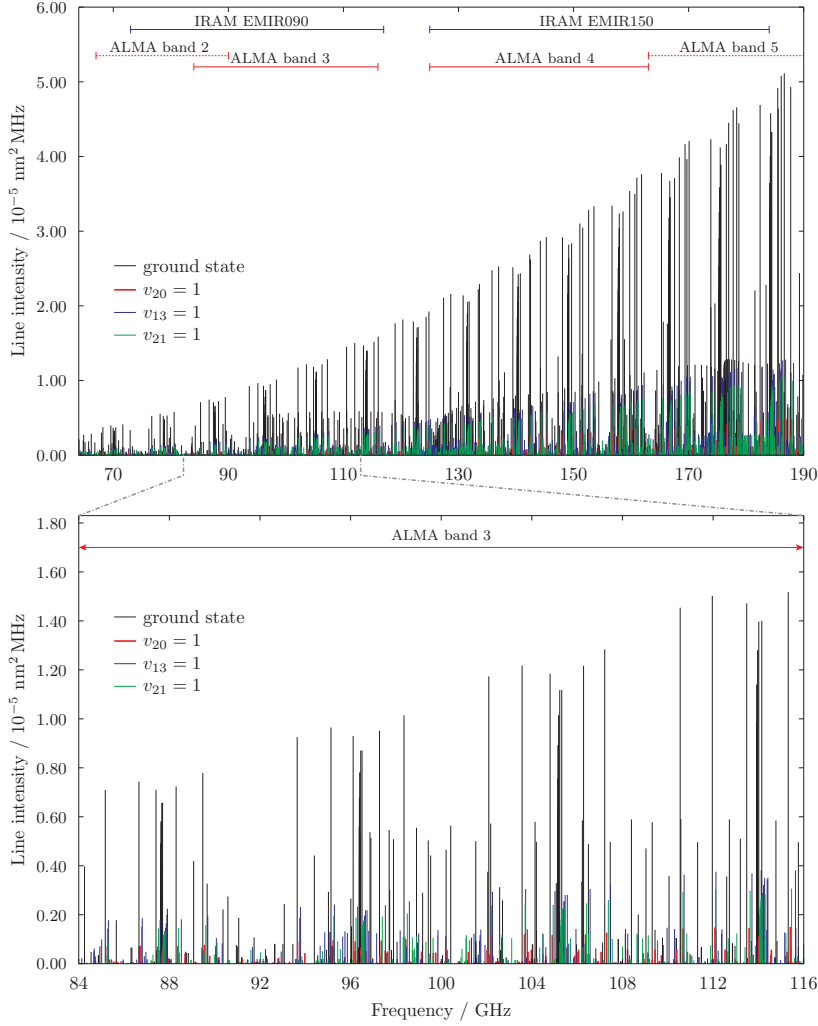 IRAM EMIR090
IRAM EMIR150
ALMA band 2
ALMA band 5
ALMA band 3
ALMA band 4
6.00
5.00
4.00
3.00
2.00
1.00
0.00
Line intensity / 10⁻⁵ nm² MHz
ground state
v₂₀ = 1
v₁₃ = 1
v₂₁ = 1
70 90 110 130 150 170 190
ALMA band 3
1.80
1.60
1.40
1.20
1.00
0.80
0.60
0.40
0.20
0.00
Line intensity / 10⁻⁵ nm² MHz
ground state
v₂₀ = 1
v₁₃ = 1
v₂₁ = 1
84 88 92 96 100 104 108 112 116
Frequency / GHz